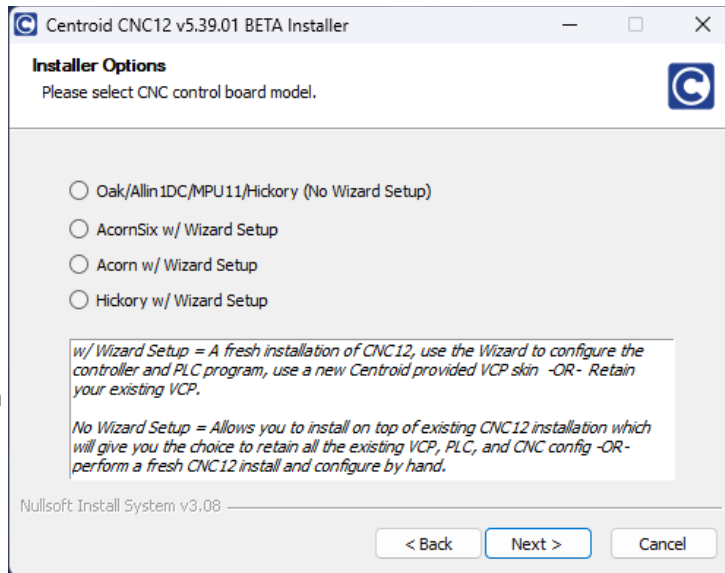 Centroid CNC12 v5.39.01 BETA Installer
Installer Options
Please select CNC control board model.
Oak/Allin1DC/MPU11/Hickory (No Wizard Setup)
AcornSix w/ Wizard Setup
Acorn w/ Wizard Setup
Hickory w/ Wizard Setup
w/ Wizard Setup = A fresh installation of CNC12, use the Wizard to configure the
controller and PLC program, use a new Centroid provided VCP skin -OR- Retain
your existing VCP.
No Wizard Setup = Allows you to install on top of existing CNC12 installation which
will give you the choice to retain all the existing VCP, PLC, and CNC config -OR-
perform a fresh CNC12 install and configure by hand.
Nullsoft Install System v3.08
< Back
Next >
Cancel